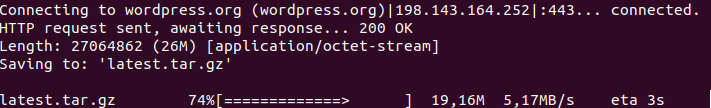 Connecting to wordpress.org (wordpress.org)|198.143.164.252|:443... connected.
HTTP request sent, awaiting response... 200 OK
Length: 27064862 (26M) [application/octet-stream]
Saving to: 'latest.tar.gz'
latest.tar.gz 74%[=============> ] 19,16M 5,17MB/s eta 3s